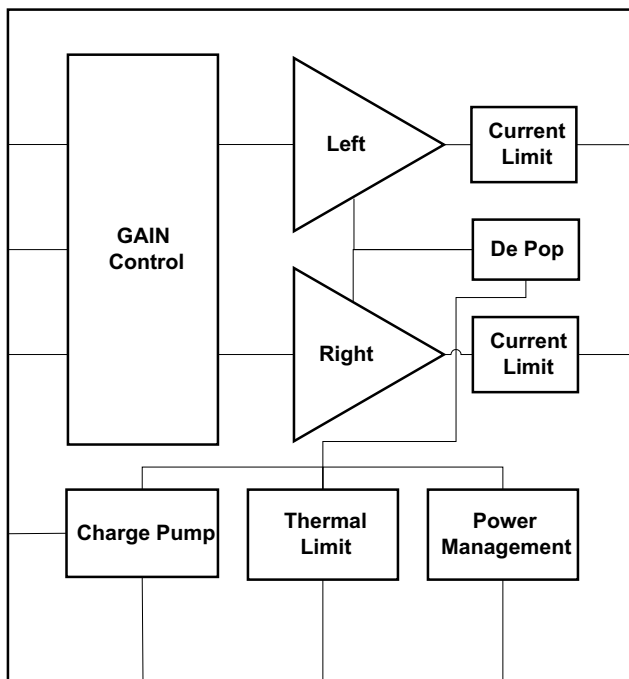 Left
Current
Limit
GAIN
Control
De Pop
Right
Current
Limit
Charge Pump
Thermal
Limit
Power
Management